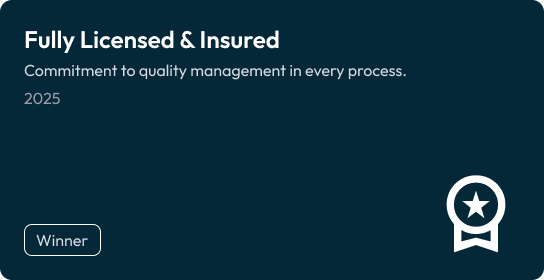 Fully Licensed & Insured
Commitment to quality management in every process.
2025
Winner